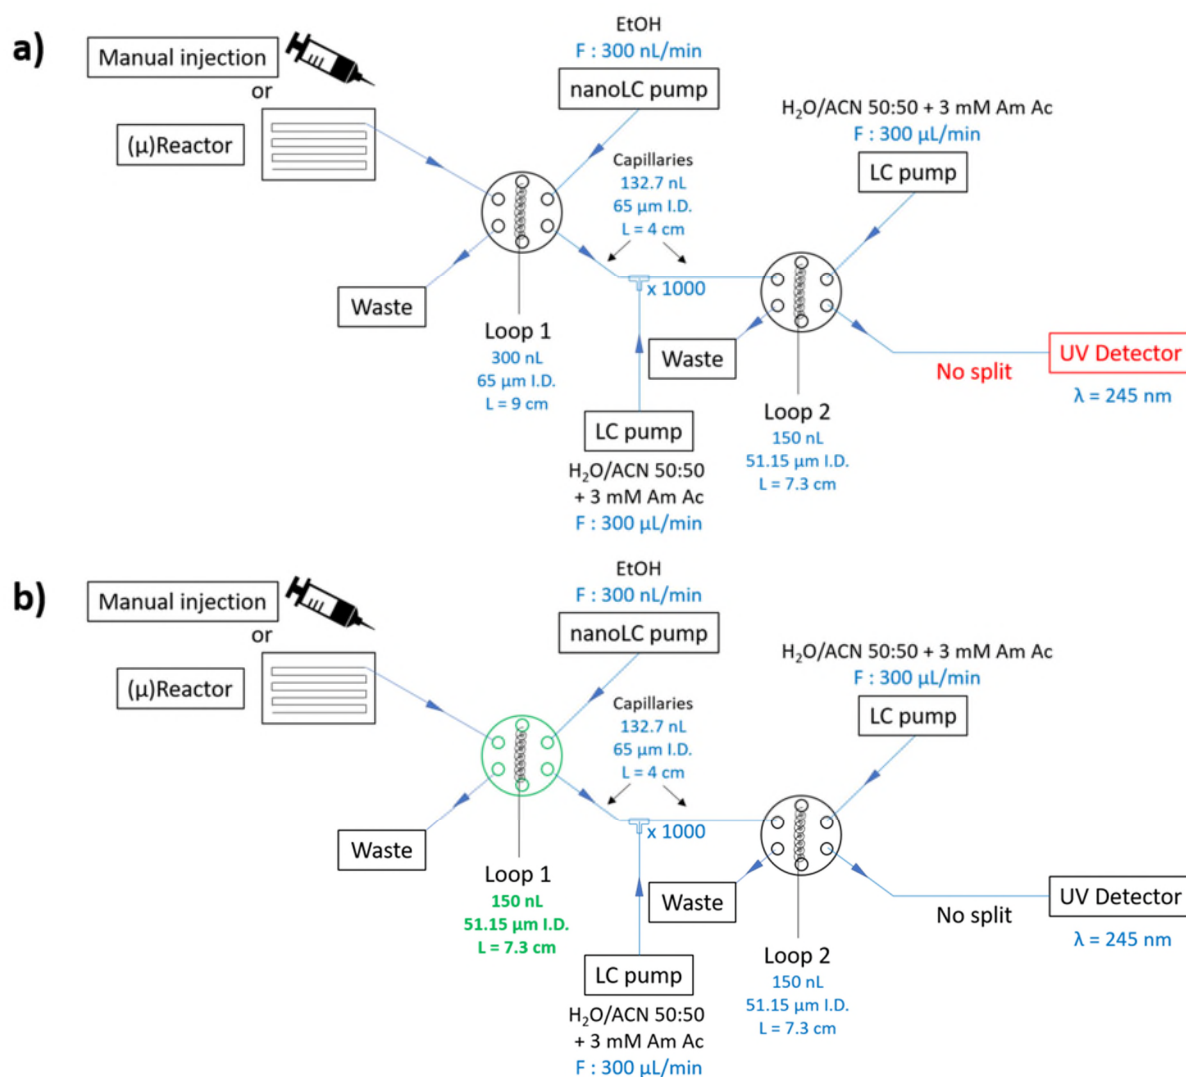 a)
Manual injection
or
(µ)Reactor
EtOH
F : 300 nL/min
nanoLC pump
H₂O/ACN 50:50 + 3 mM Am Ac
F : 300 µL/min
LC pump
Capillaries
132.7 nL
65 µm I.D.
L = 4 cm
x 1000
Waste
Loop 1
300 nL
65 µm I.D.
L = 9 cm
Waste
LC pump
H₂O/ACN 50:50
+ 3 mM Am Ac
F : 300 µL/min
Loop 2
150 nL
51.15 µm I.D.
L = 7.3 cm
No split
UV Detector
λ = 245 nm
b)
Manual injection
or
(µ)Reactor
EtOH
F : 300 nL/min
nanoLC pump
H₂O/ACN 50:50 + 3 mM Am Ac
F : 300 µL/min
LC pump
Capillaries
132.7 nL
65 µm I.D.
L = 4 cm
x 1000
Waste
Loop 1
150 nL
51.15 µm I.D.
L = 7.3 cm
Waste
LC pump
H₂O/ACN 50:50
+ 3 mM Am Ac
F : 300 µL/min
Loop 2
150 nL
51.15 µm I.D.
L = 7.3 cm
No split
UV Detector
λ = 245 nm